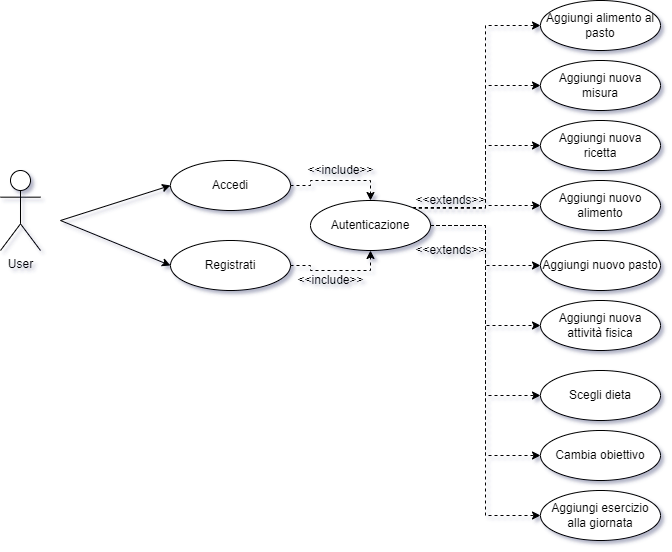 Aggiungi alimento al
pasto
Aggiungi nuova
misura
Aggiungi nuova
ricetta
<<include>>
Accedi
<<extends>>
Aggiungi nuovo
alimento
Autenticazione
User
Registrati
<<include>>
<<extends>>
Aggiungi nuovo pasto
Aggiungi nuova
attività fisica
Scegli dieta
Cambia obiettivo
Aggiungi esercizio
alla giornata